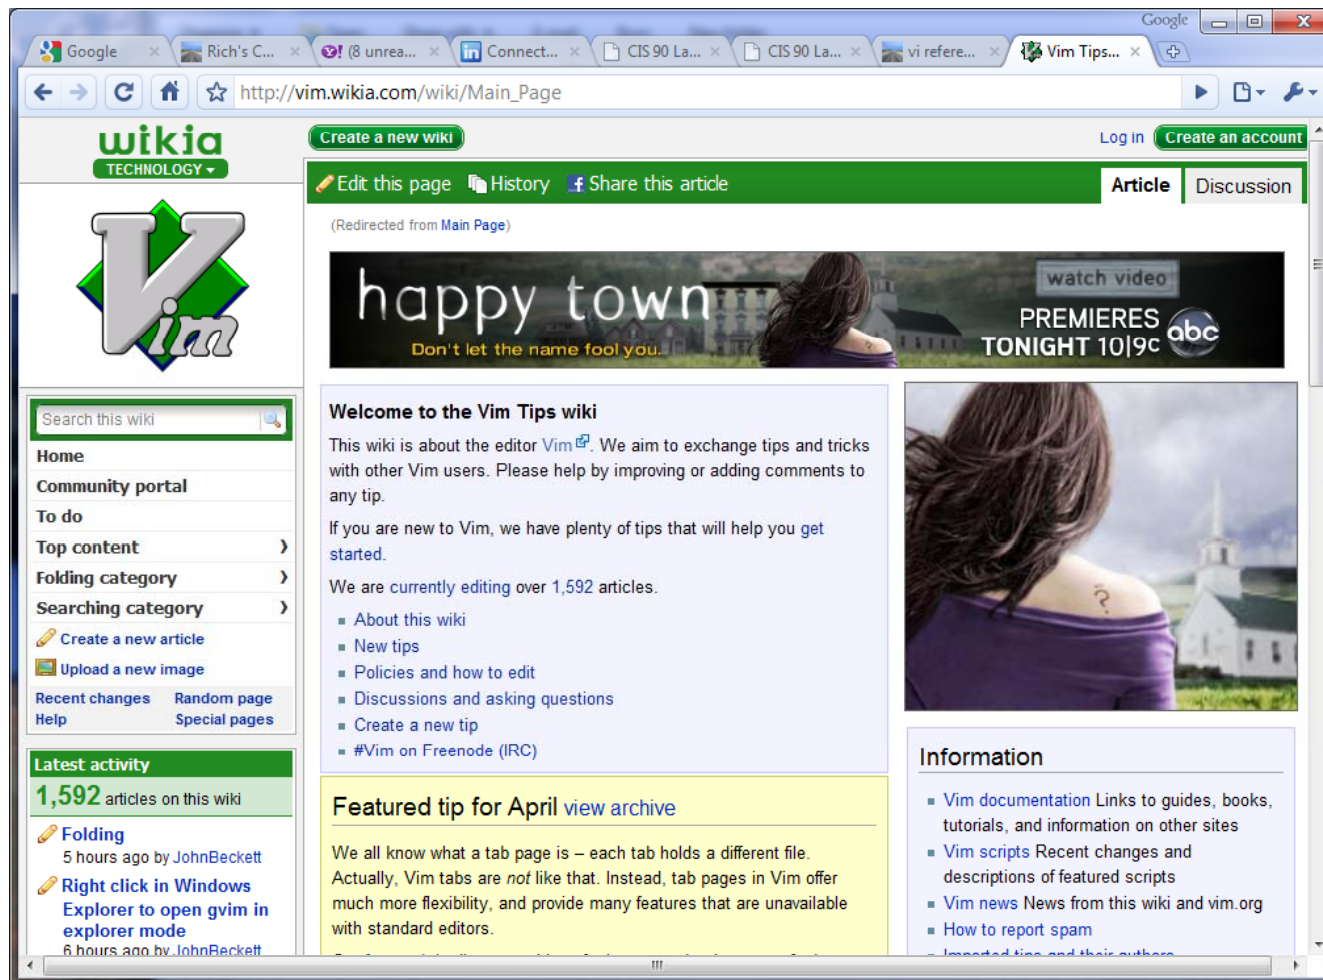 Google
Google
Rich's C...
(8 unrea...
Connect...
CIS 90 La...
CIS 90 La...
vi refere...
Vim Tips...
http://vim.wikia.com/wiki/Main_Page
wikia
TECHNOLOGY
Create a new wiki
Log in
Create an account
Edit this page
History
Share this article
Article
Discussion
(Redirected from Main Page)
Vim
happy town
Don't let the name fool you.
watch video
PREMIERES
TONIGHT 10|9c
abc
Search this wiki
Home
Community portal
To do
Top content
Folding category
Searching category
Create a new article
Upload a new image
Recent changes Random page
Help Special pages
Latest activity
1,592 articles on this wiki
Folding
5 hours ago by JohnBeckett
Right click in Windows
Explorer to open gvim in
explorer mode
6 hours ago by JohnBeckett
Welcome to the Vim Tips wiki
This wiki is about the editor Vim. We aim to exchange tips and tricks
with other Vim users. Please help by improving or adding comments to
any tip.
If you are new to Vim, we have plenty of tips that will help you get
started.
We are currently editing over 1,592 articles.
About this wiki
New tips
Policies and how to edit
Discussions and asking questions
Create a new tip
#Vim on Freenode (IRC)
Featured tip for April view archive
We all know what a tab page is – each tab holds a different file.
Actually, Vim tabs are not like that. Instead, tab pages in Vim offer
much more flexibility, and provide many features that are unavailable
with standard editors.
?
Information
Vim documentation Links to guides, books,
tutorials, and information on other sites
Vim scripts Recent changes and
descriptions of featured scripts
Vim news News from this wiki and vim.org
How to report spam
Imported tips and their authors